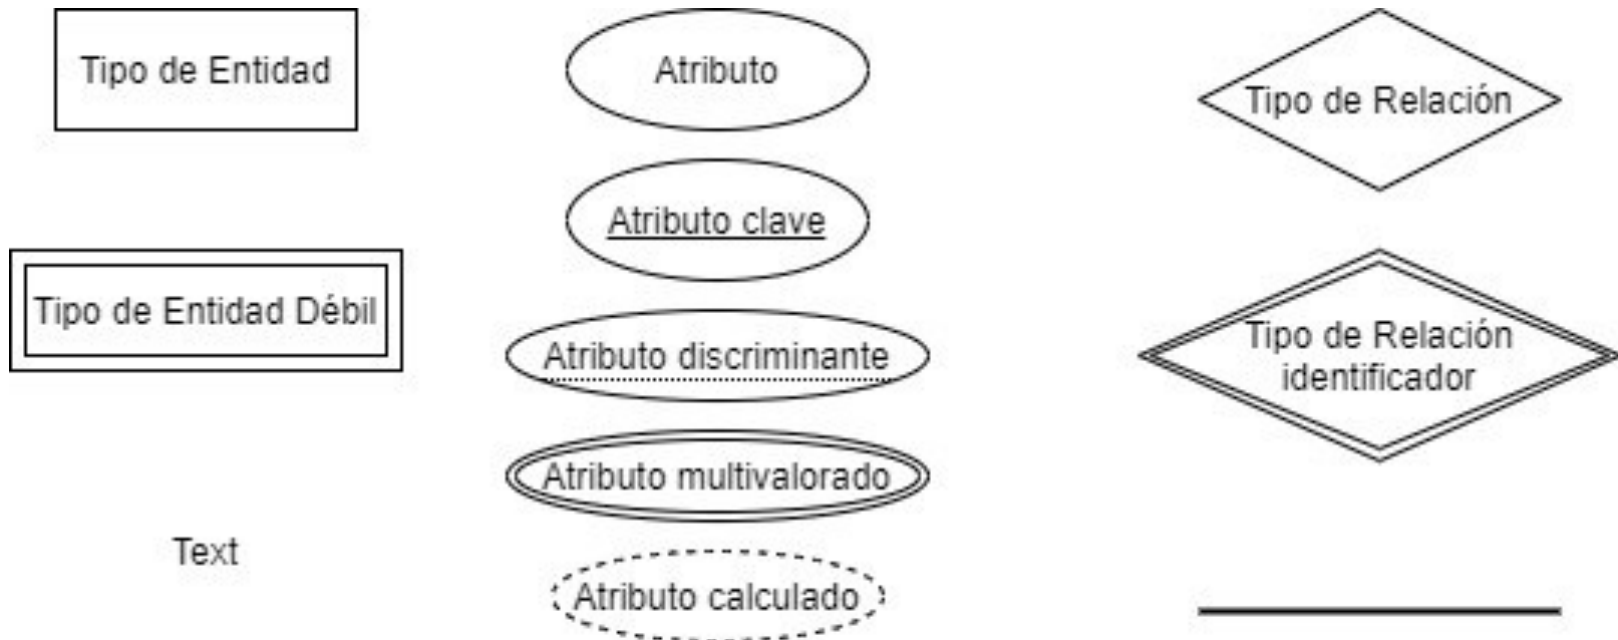 Tipo de Entidad
Atributo
Tipo de Relación
Atributo clave
Tipo de Entidad Débil
Atributo discriminante
Tipo de Relación
identificador
Atributo multivalorado
Text
Atributo calculado